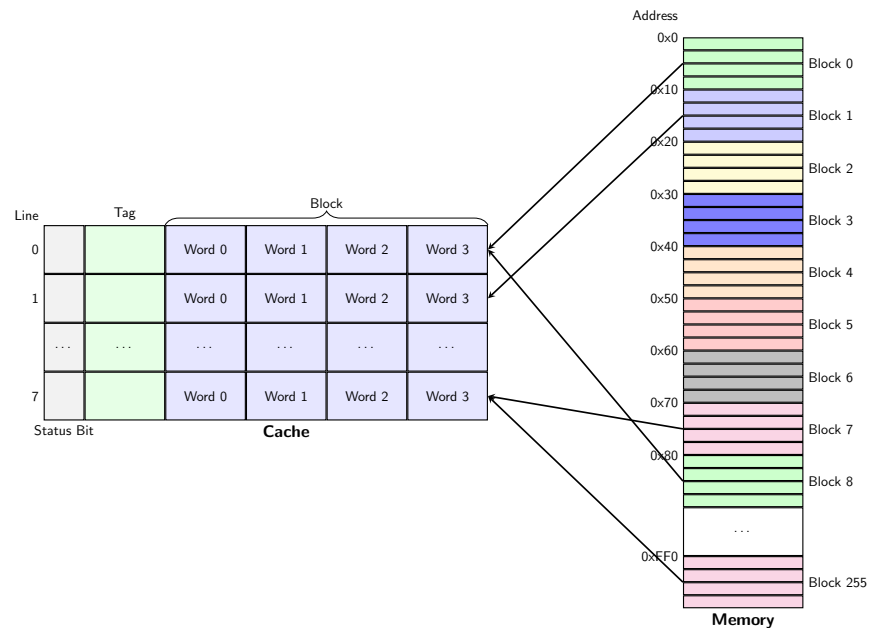 Address
0x0
Block 0
0x10
Block 1
0x20
Block 2
0x30
Block 3
0x40
Block 4
0x50
Block 5
0x60
Block 6
0x70
Block 7
0x80
Block 8
...
0xFF0
Block 255
Memory
Block
Line Tag
0 Word 0 Word 1 Word 2 Word 3
1 Word 0 Word 1 Word 2 Word 3
... ... ... ... ... ...
7 Word 0 Word 1 Word 2 Word 3
Status Bit Cache